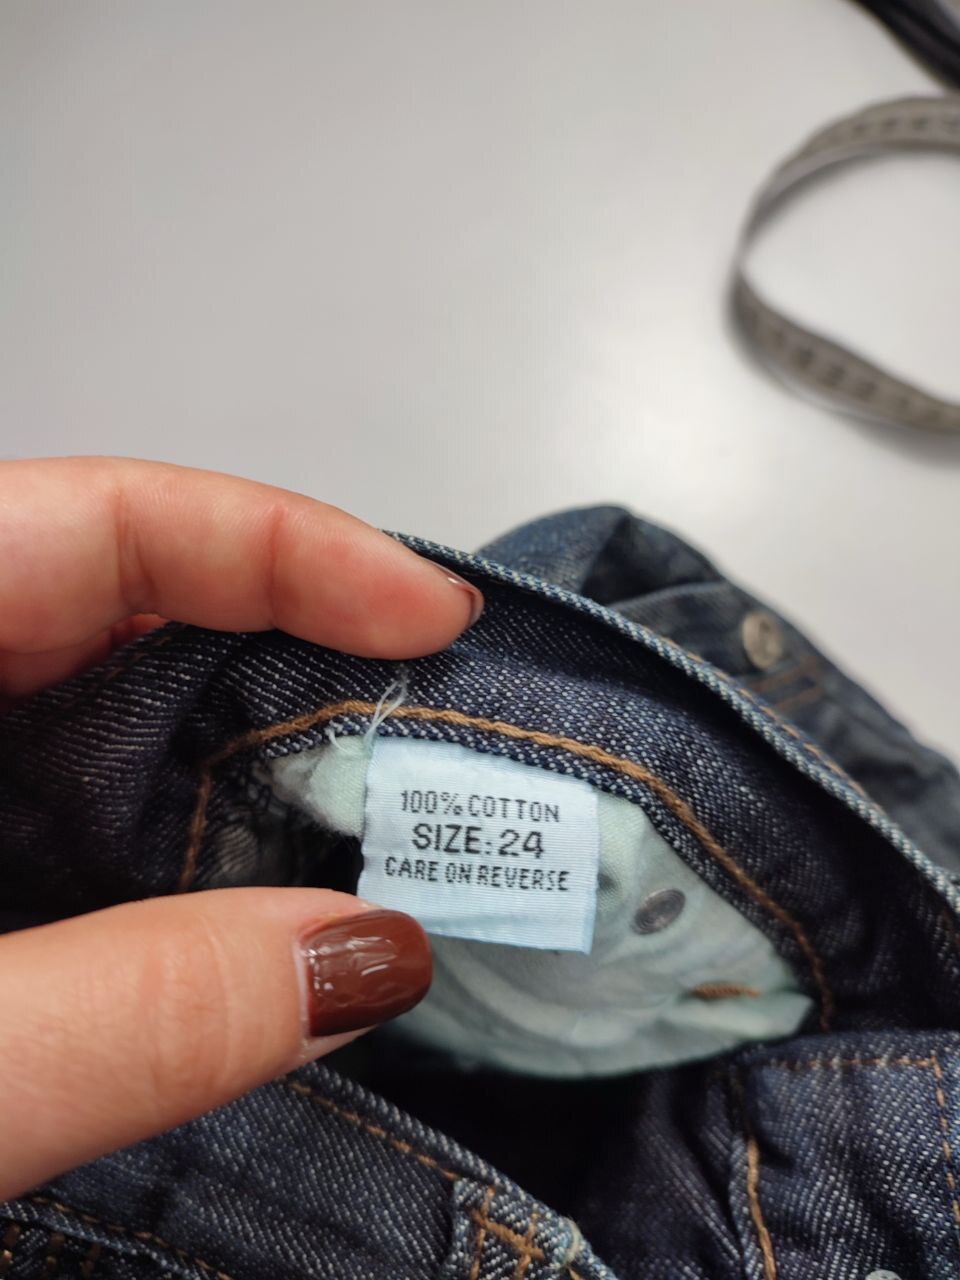 100% COTTON
SIZE: 24
CARE ON REVERSE